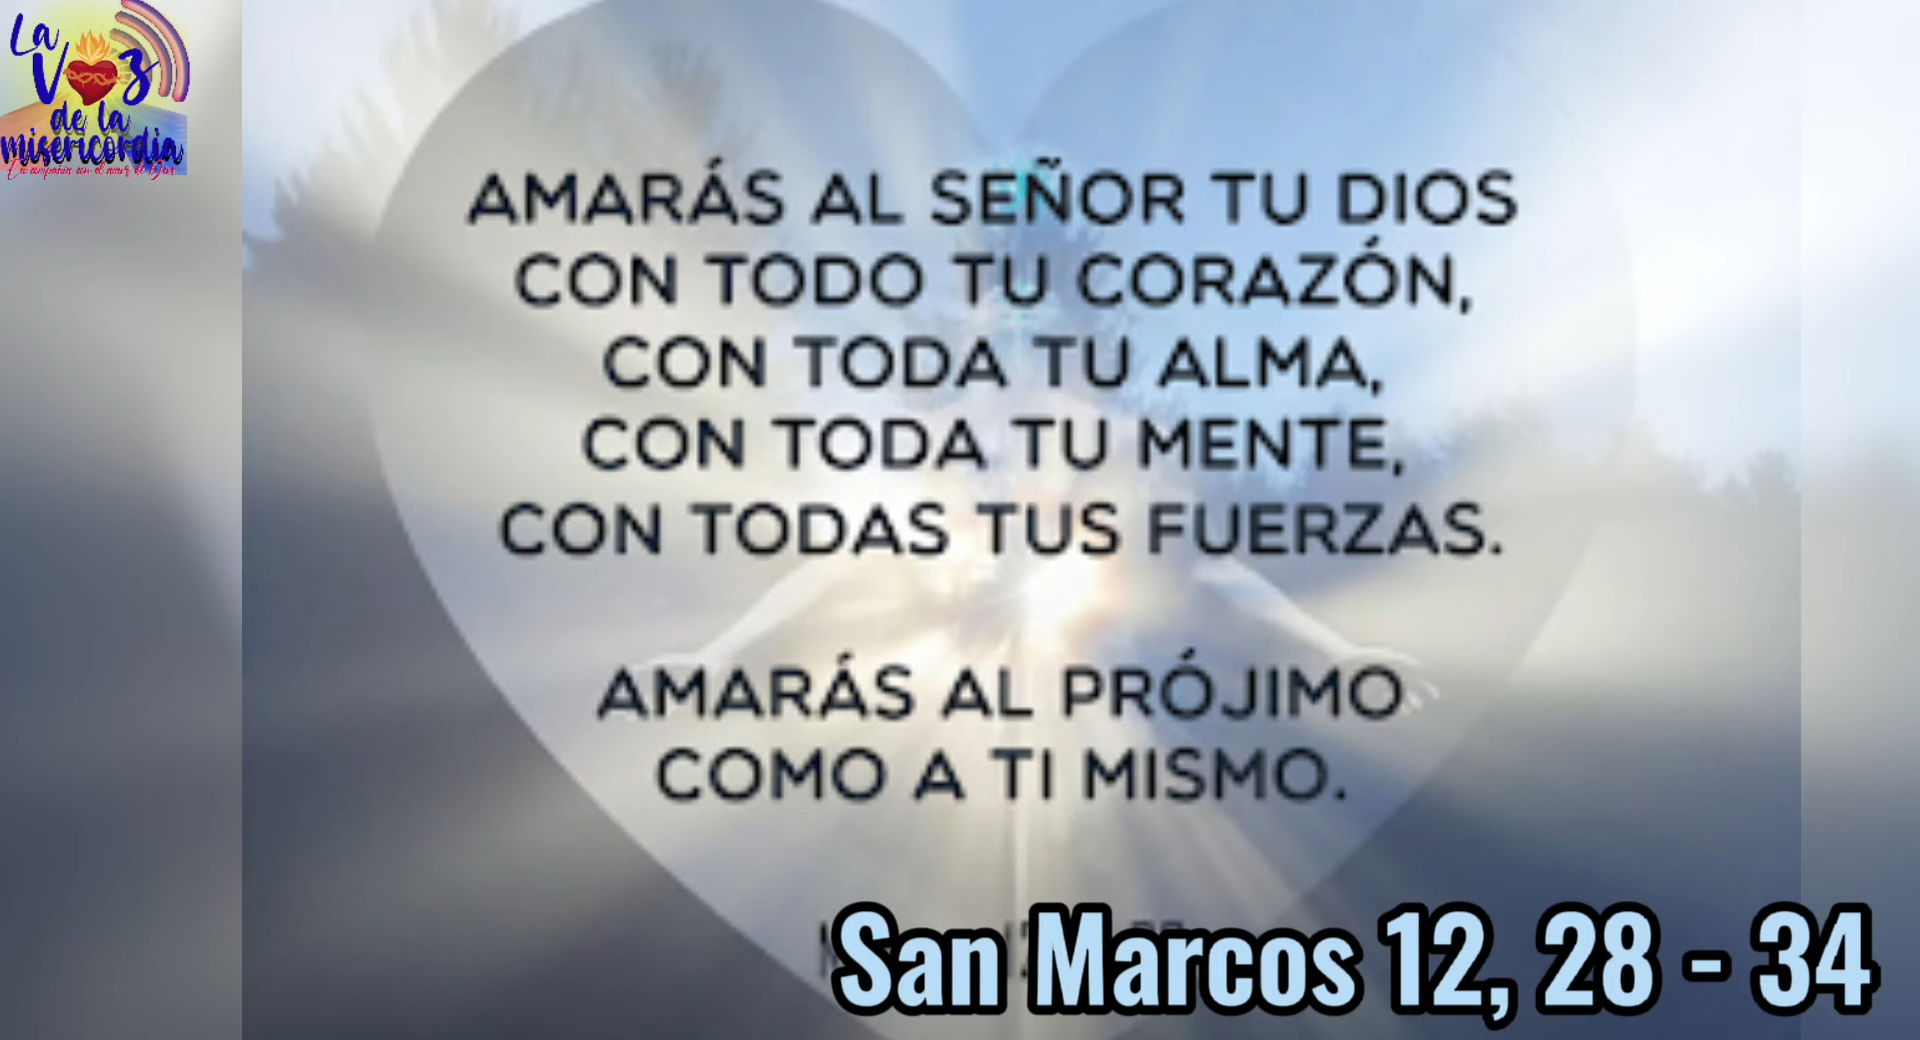 La
Voz
de la
misericordia
AMARÁS AL SEÑOR TU DIOS
CON TODO TU CORAZÓN,
CON TODA TU ALMA,
CON TODA TU MENTE,
CON TODAS TUS FUERZAS.
AMARÁS AL PRÓJIMO
COMO A TI MISMO.
San Marcos 12, 28 - 34